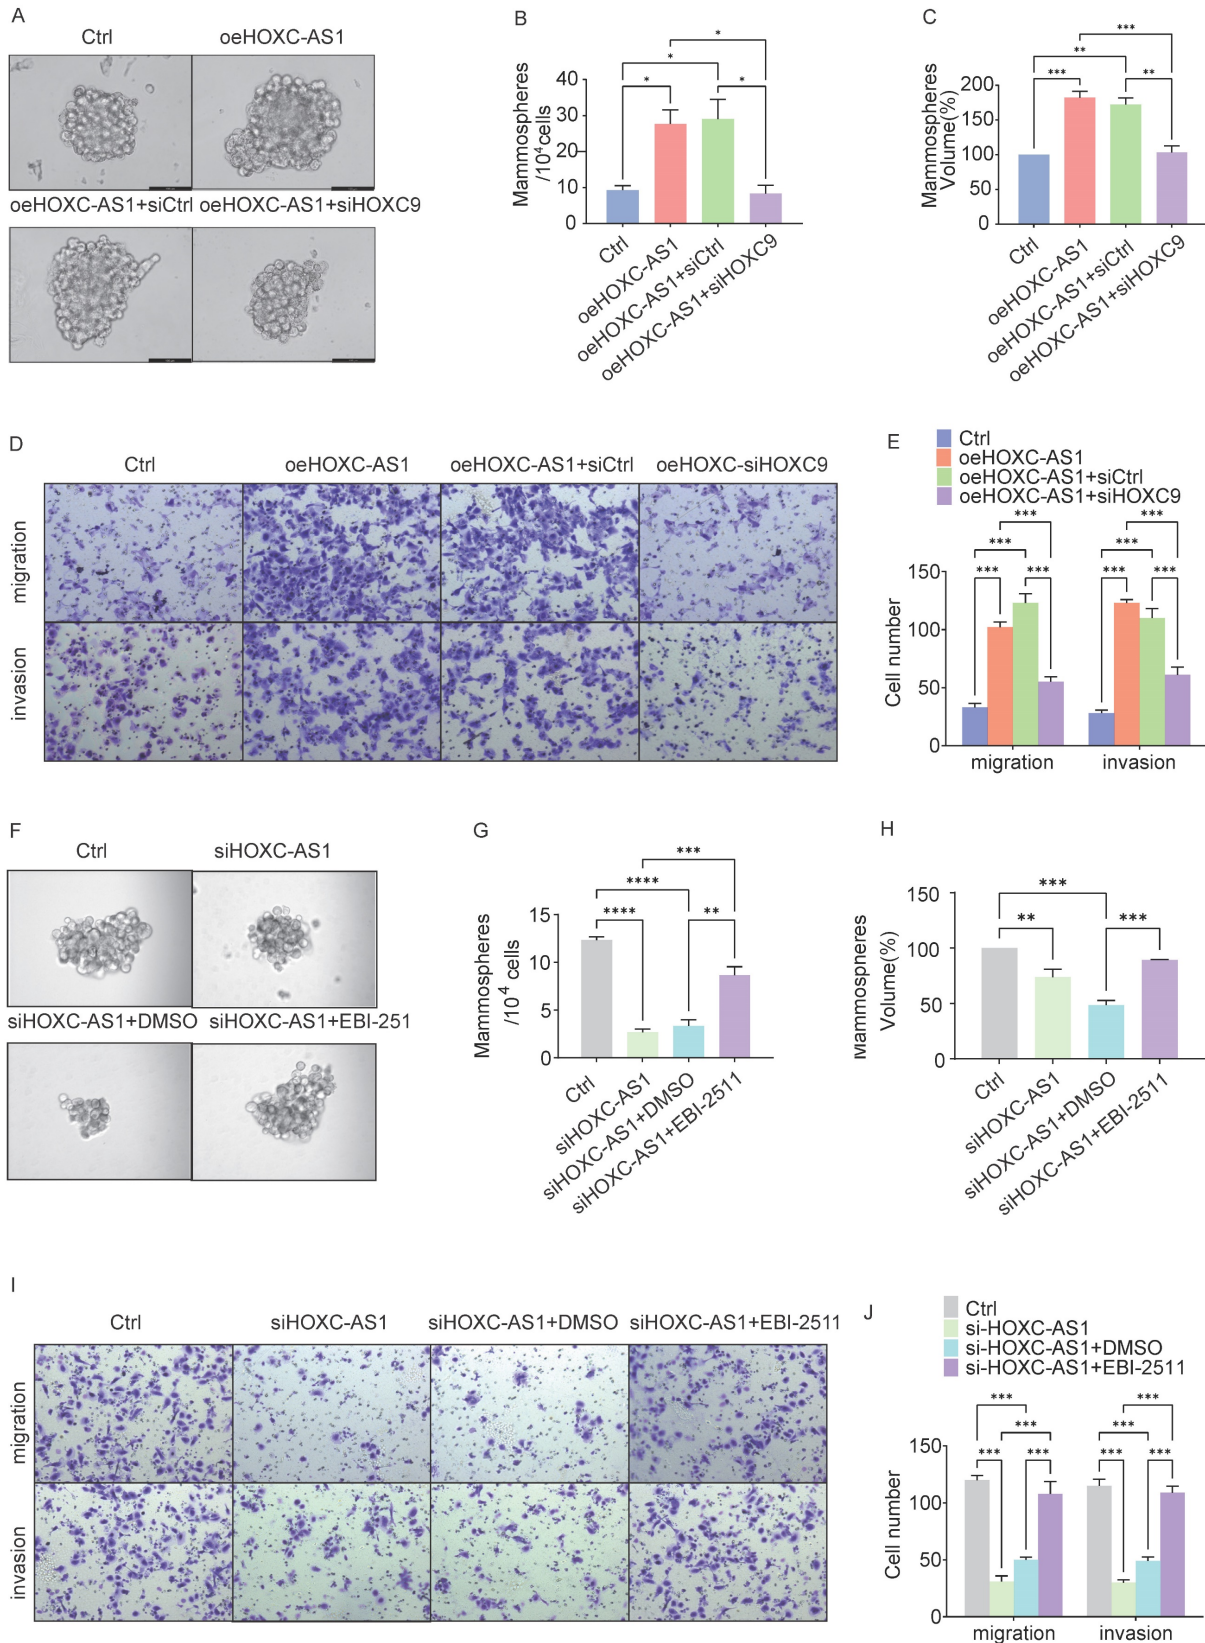 A
Ctrl
oeHOXC-AS1
oeHOXC-AS1+siCtrl
oeHOXC-AS1+siHOXC9
B
*
*
*
*
Mammospheres
/10⁴cells
40
30
20
10
0
Ctrl
oeHOXC-AS1
oeHOXC-AS1+siCtrl
oeHOXC-AS1+siHOXC9
C
***
**
***
**
Mammospheres
Volume(%)
200
150
100
50
0
Ctrl
oeHOXC-AS1
oeHOXC-AS1+siCtrl
oeHOXC-AS1+siHOXC9
D
Ctrl
oeHOXC-AS1
oeHOXC-AS1+siCtrl
oeHOXC-siHOXC9
migration
invasion
E
Ctrl
oeHOXC-AS1
oeHOXC-AS1+siCtrl
oeHOXC-AS1+siHOXC9
*** ***
*** ***
*** *** *** ***
Cell number
150
100
50
0
migration
invasion
F
Ctrl
siHOXC-AS1
siHOXC-AS1+DMSO
siHOXC-AS1+EBI-251
G
***
****
**** **
Mammospheres
/10⁴ cells
15
10
5
0
Ctrl
siHOXC-AS1
siHOXC-AS1+DMSO
siHOXC-AS1+EBI-2511
H
***
** ***
Mammospneres
Volume(%)
150
100
50
0
Ctrl
siHOXC-AS1
siHOXC-AS1+DMSO
siHOXC-AS1+EBI-2511
I
Ctrl
siHOXC-AS1
siHOXC-AS1+DMSO
siHOXC-AS1+EBI-2511
migration
invasion
J
Ctrl
si-HOXC-AS1
si-HOXC-AS1+DMSO
si-HOXC-AS1+EBI-2511
*** ***
*** ***
*** *** *** ***
Cell number
150
100
50
0
migration
invasion